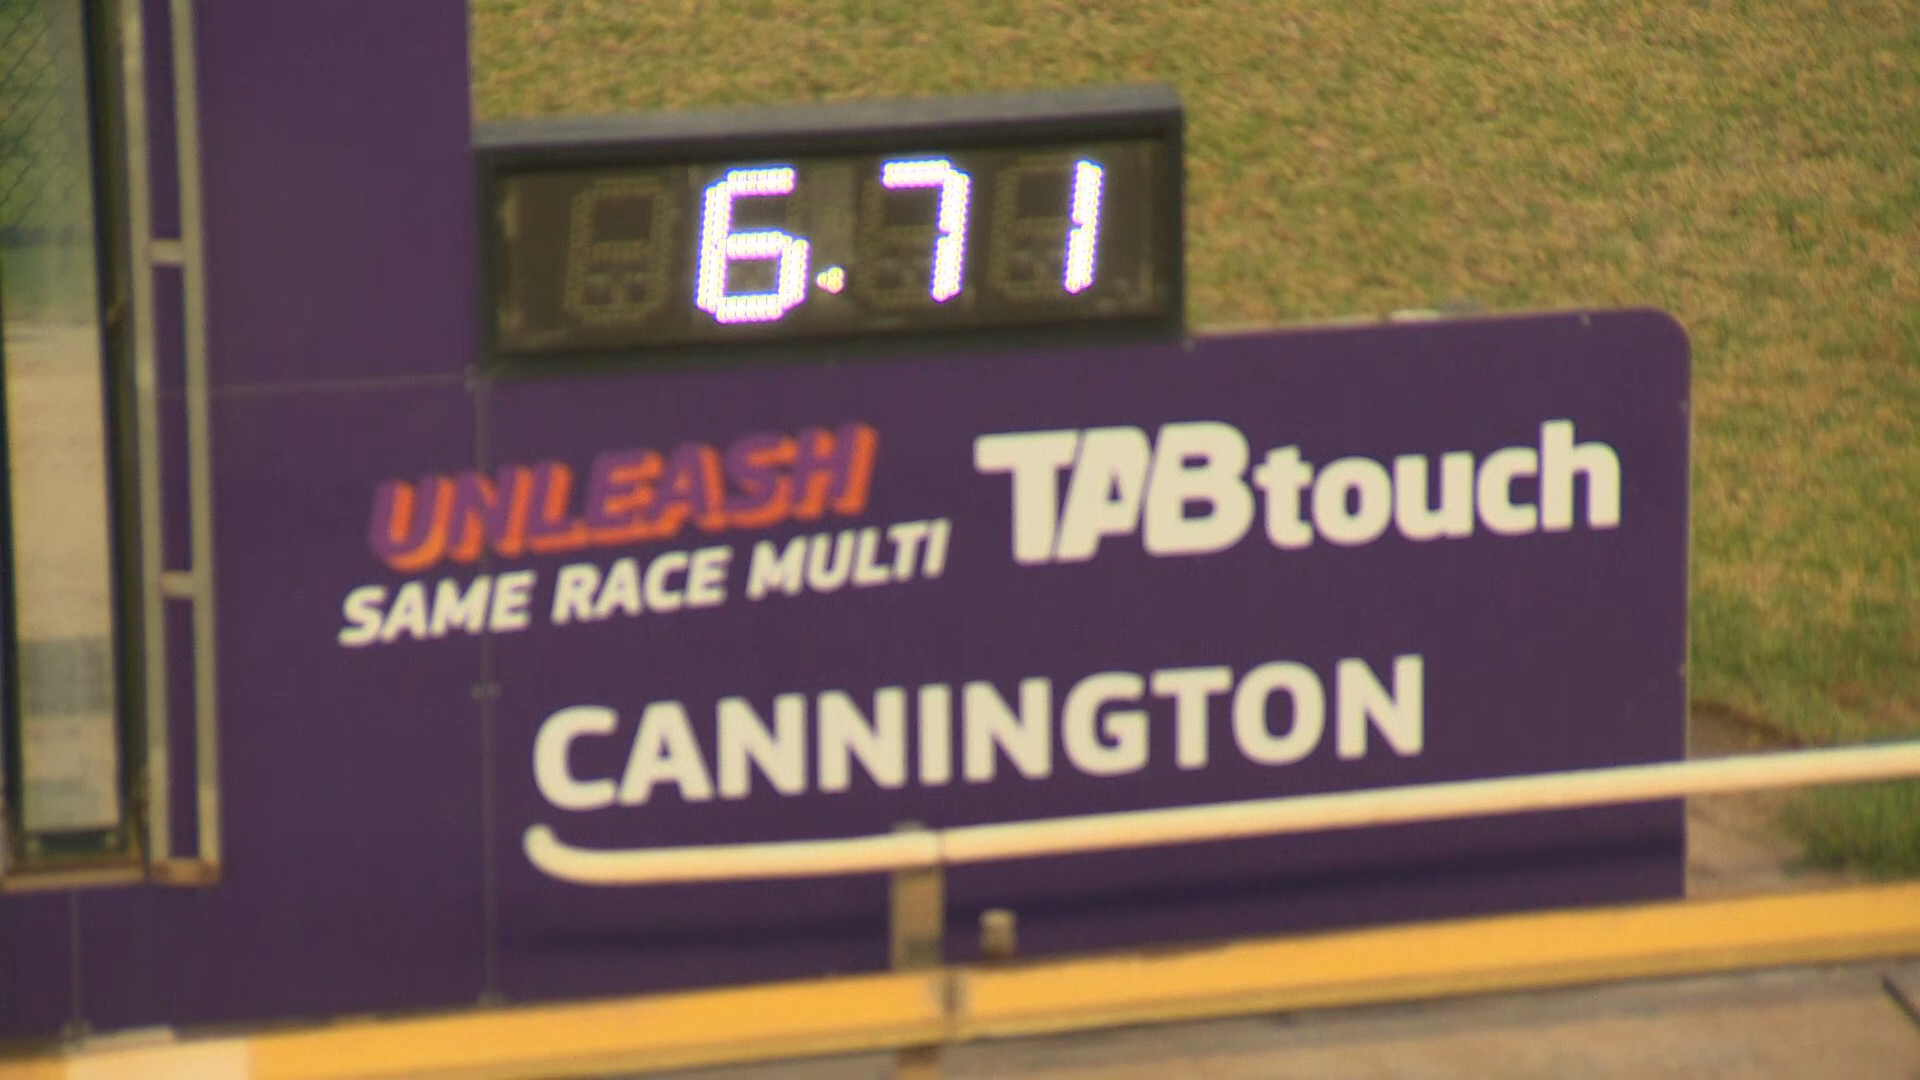 6.71
UNLEASH
SAME RACE MULTI
TABtouch
CANNINGTON